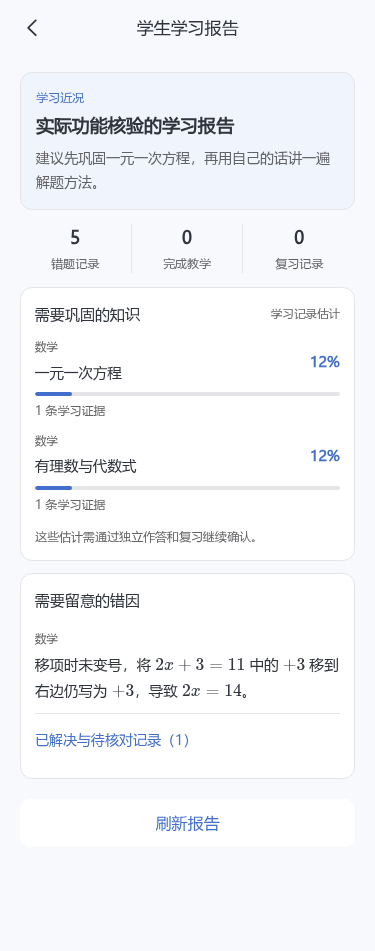 学生学习报告
学习近况
实际功能核验的学习报告
建议先巩固一元一次方程，再用自己的话讲一遍
解题方法。
5
0
0
错题记录
完成教学
复习记录
需要巩固的知识
学习记录估计
数学
一元一次方程
12%
1 条学习证据
数学
有理数与代数式
12%
1 条学习证据
这些估计需通过独立作答和复习继续确认。
需要留意的错因
数学
移项时未变号，将 2x + 3 = 11 中的 +3 移到
右边仍写为 +3，导致 2x = 14。
已解决与待核对记录（1）
刷新报告